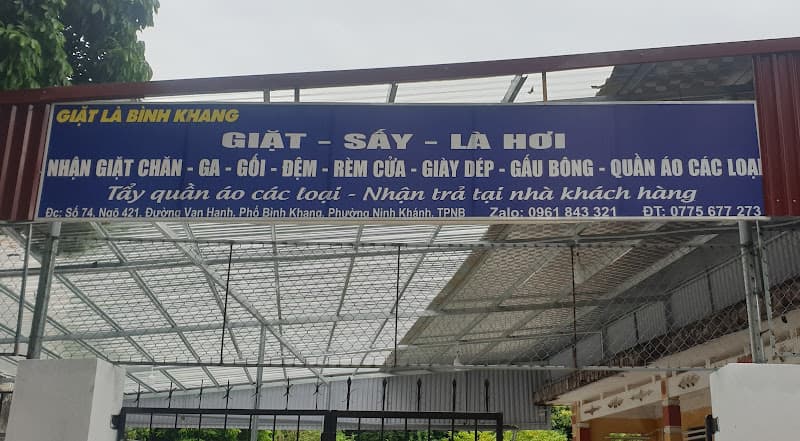 GIẶT LÀ BÌNH KHANG
GIẶT - SẤY - LÀ HƠI
NHẬN GIẶT CHĂN - GA - GỐI - ĐỆM - RÈM CỬA - GIÀY DÉP - GẤU BÔNG - QUẦN ÁO CÁC LOẠI
Tẩy quần áo các loại - Nhận trả tại nhà khách hàng
Đc: Số 74, Ngõ 421, Đường Vạn Hạnh, Phố Bình Khang, Phường Ninh Khánh, TPNB Zalo: 0961 843 321 ĐT: 0775 677 273